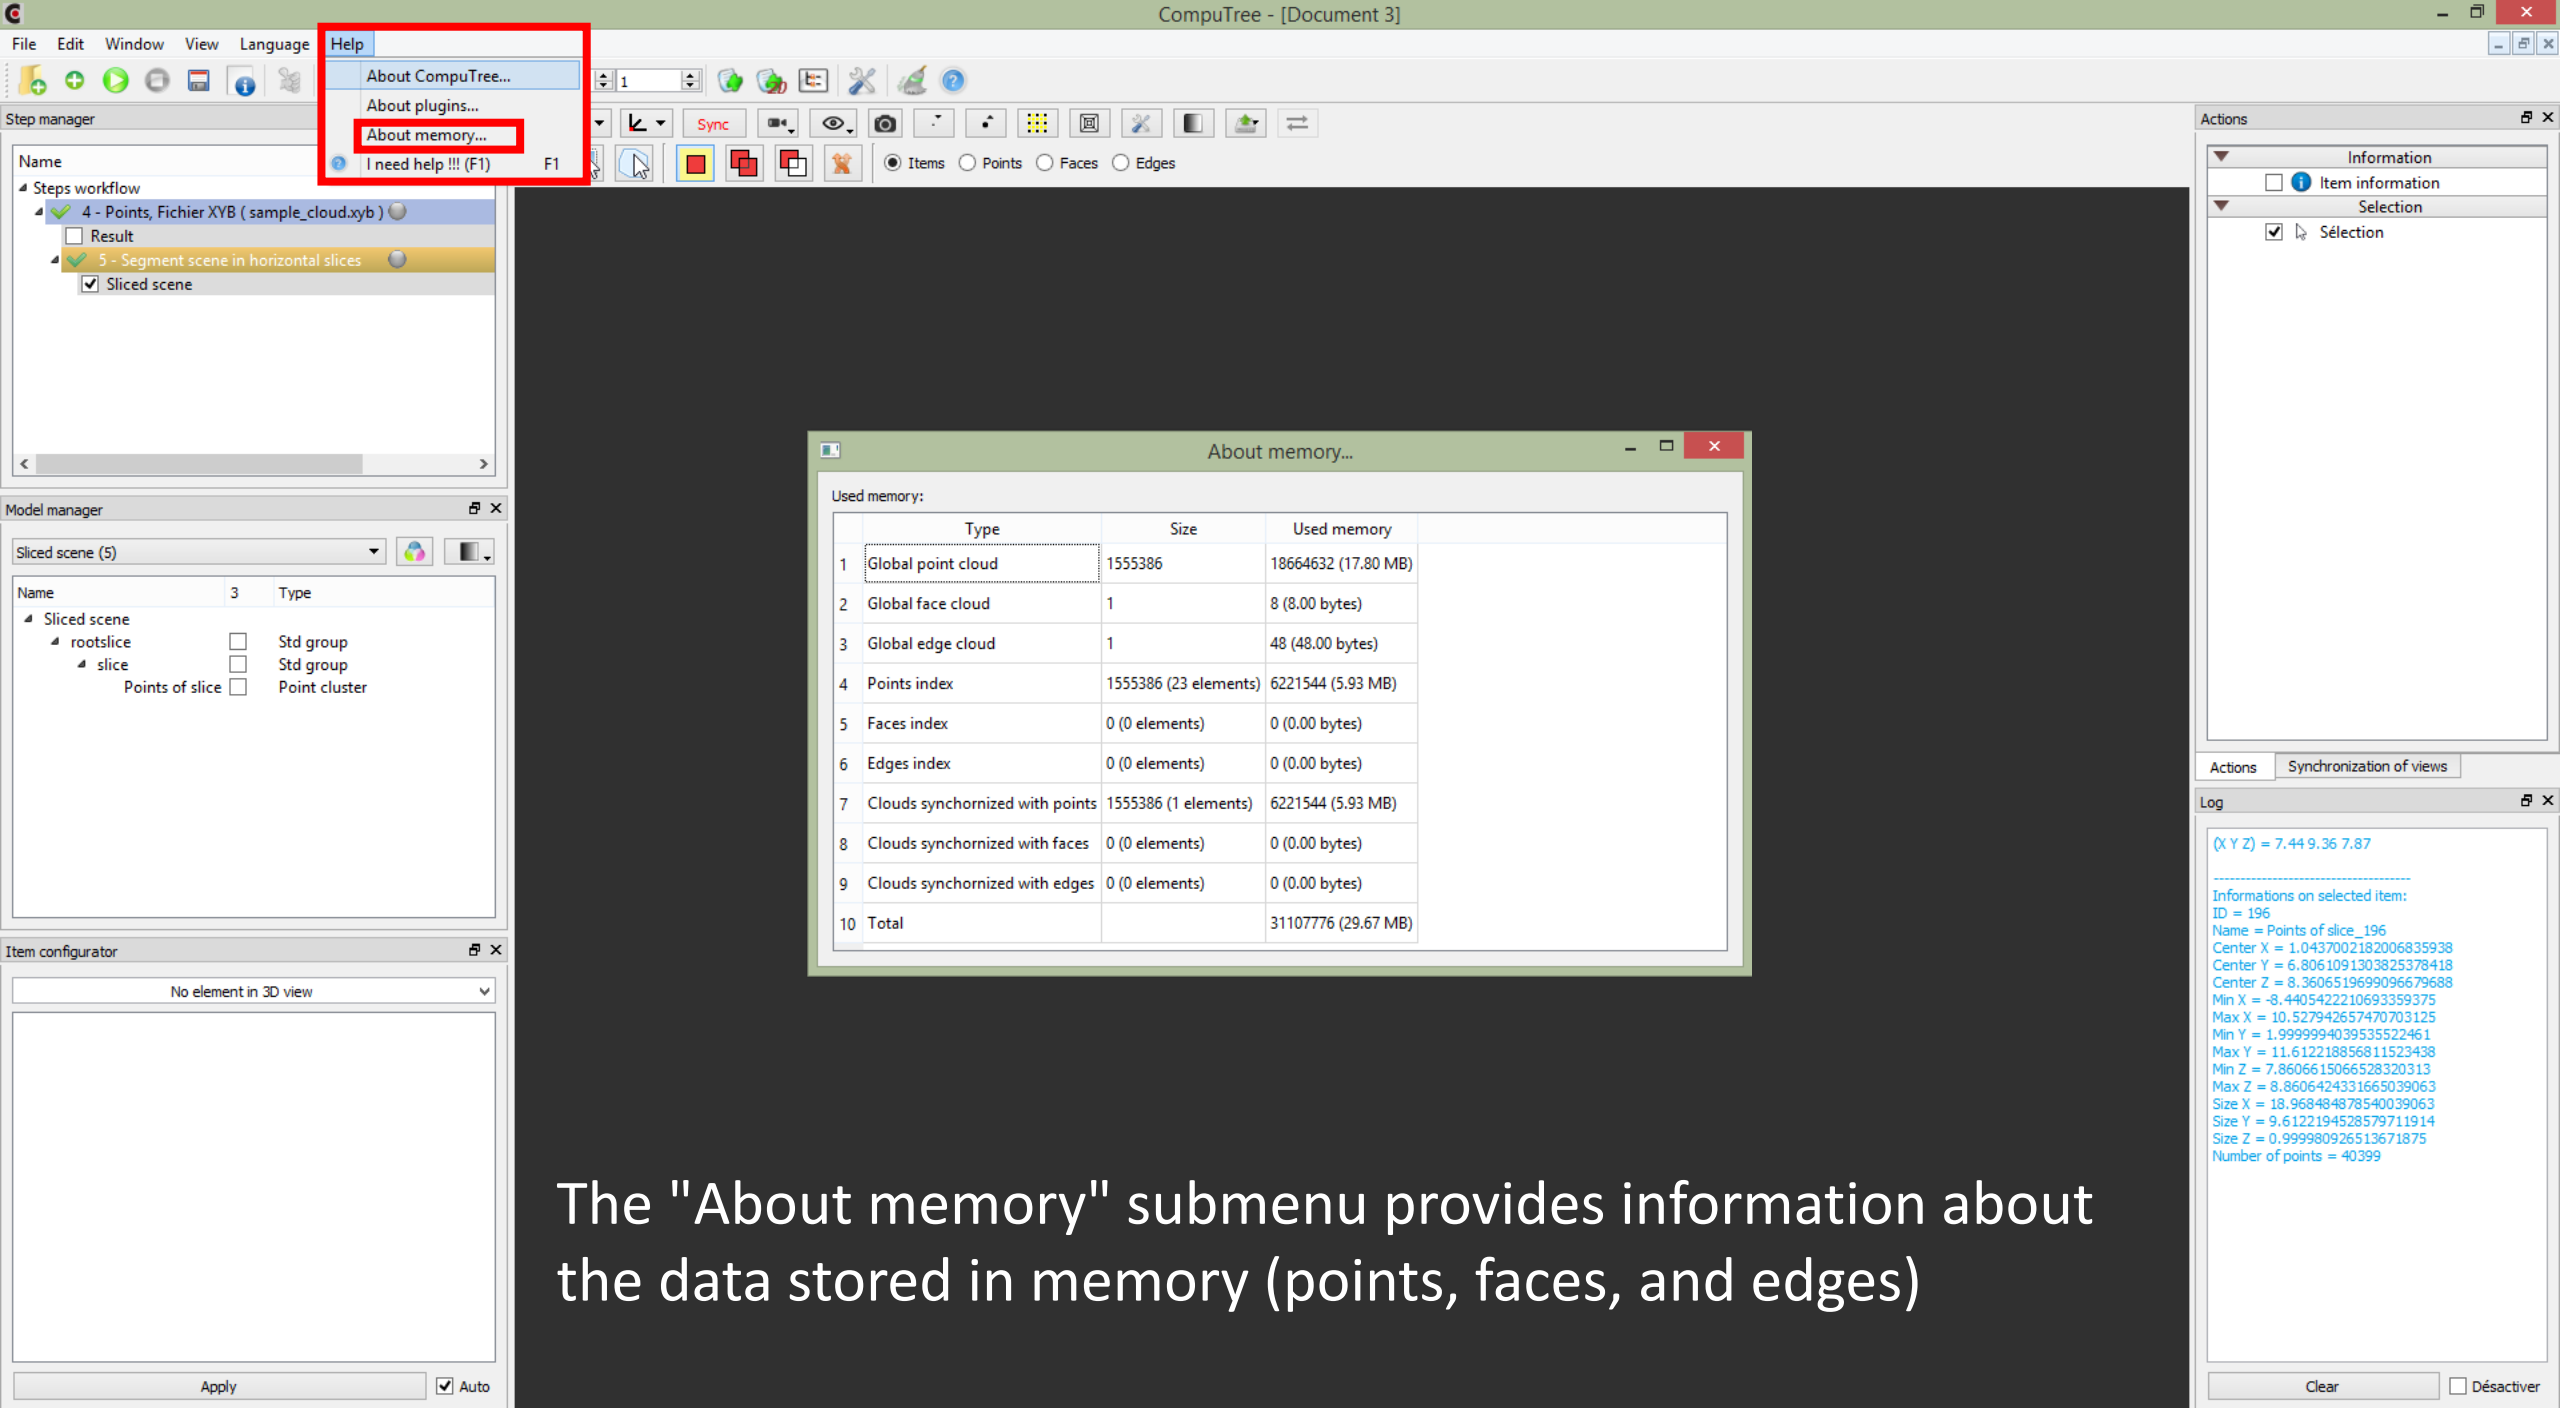 CompuTree - [Document 3]
File Edit Window View Language Help
About CompuTree...
About plugins...
About memory...
I need help !!! (F1) F1
1
Sync
Items Points Faces Edges
Step manager
Name
Steps workflow
4 - Points, Fichier XYB ( sample_cloud.xyb )
Result
5 - Segment scene in horizontal slices
Sliced scene
Model manager
Sliced scene (5)
Name 3 Type
Sliced scene
rootslice Std group
slice Std group
Points of slice Point cluster
Item configurator
No element in 3D view
Apply Auto
About memory...
Used memory:
Type Size Used memory
1 Global point cloud 1555386 18664632 (17.80 MB)
2 Global face cloud 1 8 (8.00 bytes)
3 Global edge cloud 1 48 (48.00 bytes)
4 Points index 1555386 (23 elements) 6221544 (5.93 MB)
5 Faces index 0 (0 elements) 0 (0.00 bytes)
6 Edges index 0 (0 elements) 0 (0.00 bytes)
7 Clouds synchornized with points 1555386 (1 elements) 6221544 (5.93 MB)
8 Clouds synchornized with faces 0 (0 elements) 0 (0.00 bytes)
9 Clouds synchornized with edges 0 (0 elements) 0 (0.00 bytes)
10 Total 31107776 (29.67 MB)
The "About memory" submenu provides information about
the data stored in memory (points, faces, and edges)
Actions
Information
Item information
Selection
Sélection
Actions Synchronization of views
Log
(X Y Z) = 7.44 9.36 7.87
-------------------------------------
Informations on selected item:
ID = 196
Name = Points of slice_196
Center X = 1.0437002182006835938
Center Y = 6.8061091303825378418
Center Z = 8.3606519699096679688
Min X = -8.4405422210693359375
Max X = 10.527942657470703125
Min Y = 1.9999994039535522461
Max Y = 11.612218856811523438
Min Z = 7.8606615066528320313
Max Z = 8.8606424331665039063
Size X = 18.968484878540039063
Size Y = 9.6122194528579711914
Size Z = 0.999980926513671875
Number of points = 40399
Clear Désactiver